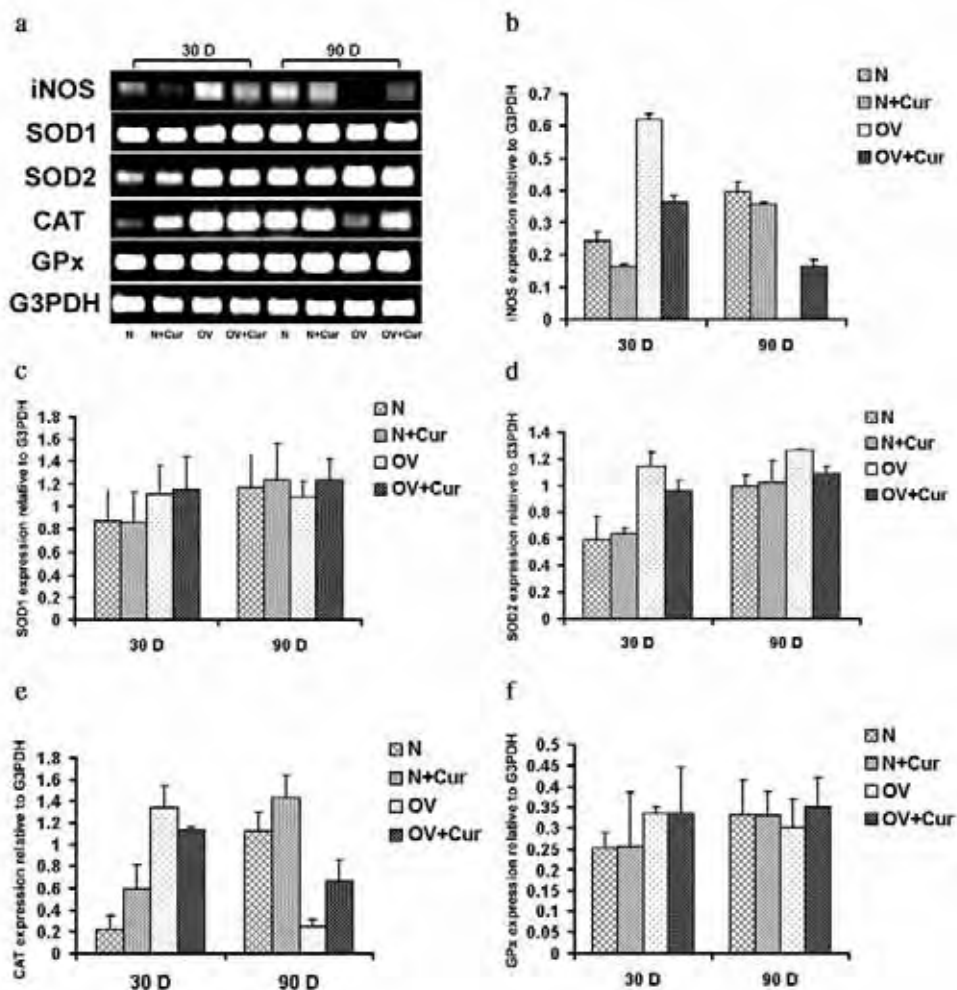 a
30 D 90 D
iNOS
SOD1
SOD2
CAT
GPx
G3PDH
N N+Cur OV OV+Cur N N+Cur OV OV+Cur
b
iNOS expression relative to G3PDH
0.7
0.6
0.5
0.4
0.3
0.2
0.1
0
30 D 90 D
N
N+Cur
OV
OV+Cur
c
SOD1 expression relative to G3PDH
1.8
1.6
1.4
1.2
1
0.8
0.6
0.4
0.2
0
30 D 90 D
N
N+Cur
OV
OV+Cur
d
SOD2 expression relative to G3PDH
1.4
1.2
1
0.8
0.6
0.4
0.2
0
30 D 90 D
N
N+Cur
OV
OV+Cur
e
CAT expression relative to G3PDH
1.8
1.6
1.4
1.2
1
0.8
0.6
0.4
0.2
0
30 D 90 D
N
N+Cur
OV
OV+Cur
f
GPx expression relative to G3PDH
0.5
0.45
0.4
0.35
0.3
0.25
0.2
0.15
0.1
0.05
0
30 D 90 D
N
N+Cur
OV
OV+Cur